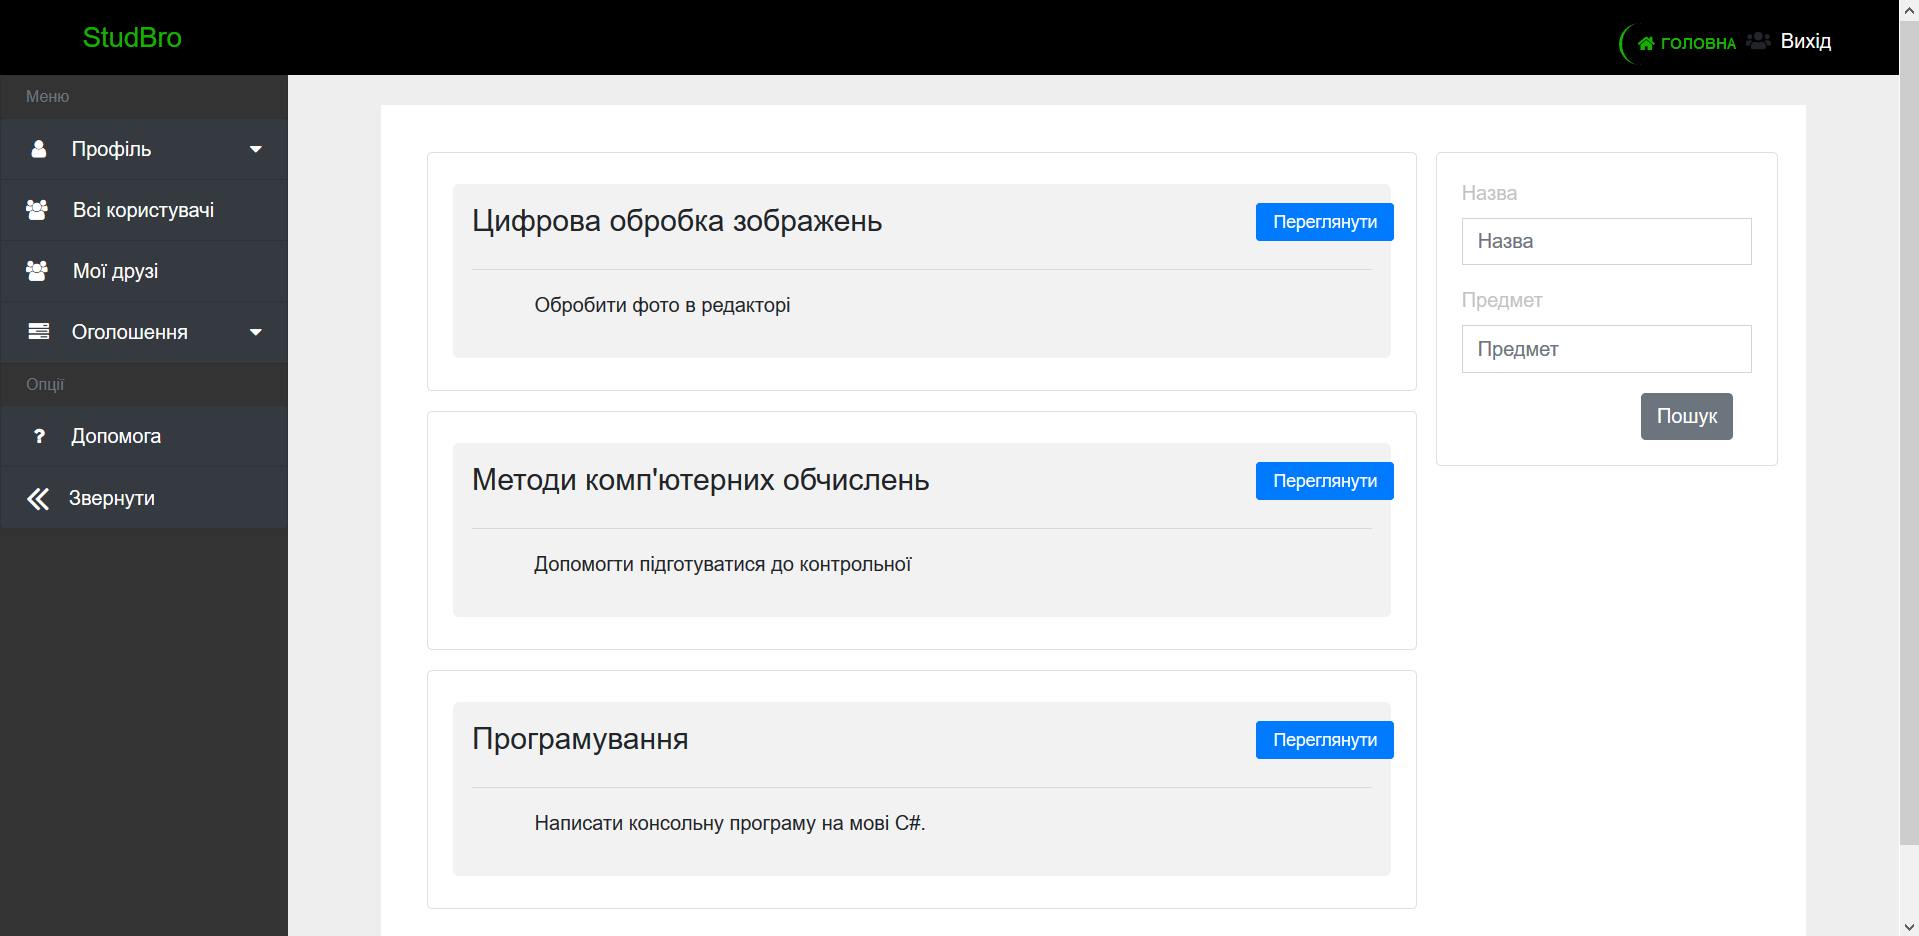 StudBro
ГОЛОВНА
Вихід
Меню
Профіль
Всі користувачі
Мої друзі
Оголошення
Опції
Допомога
Звернути
Цифрова обробка зображень
Переглянути
Обробити фото в редакторі
Методи комп'ютерних обчислень
Переглянути
Допомогти підготуватися до контрольної
Програмування
Переглянути
Написати консольну програму на мові C#.
Назва
Назва
Предмет
Предмет
Пошук